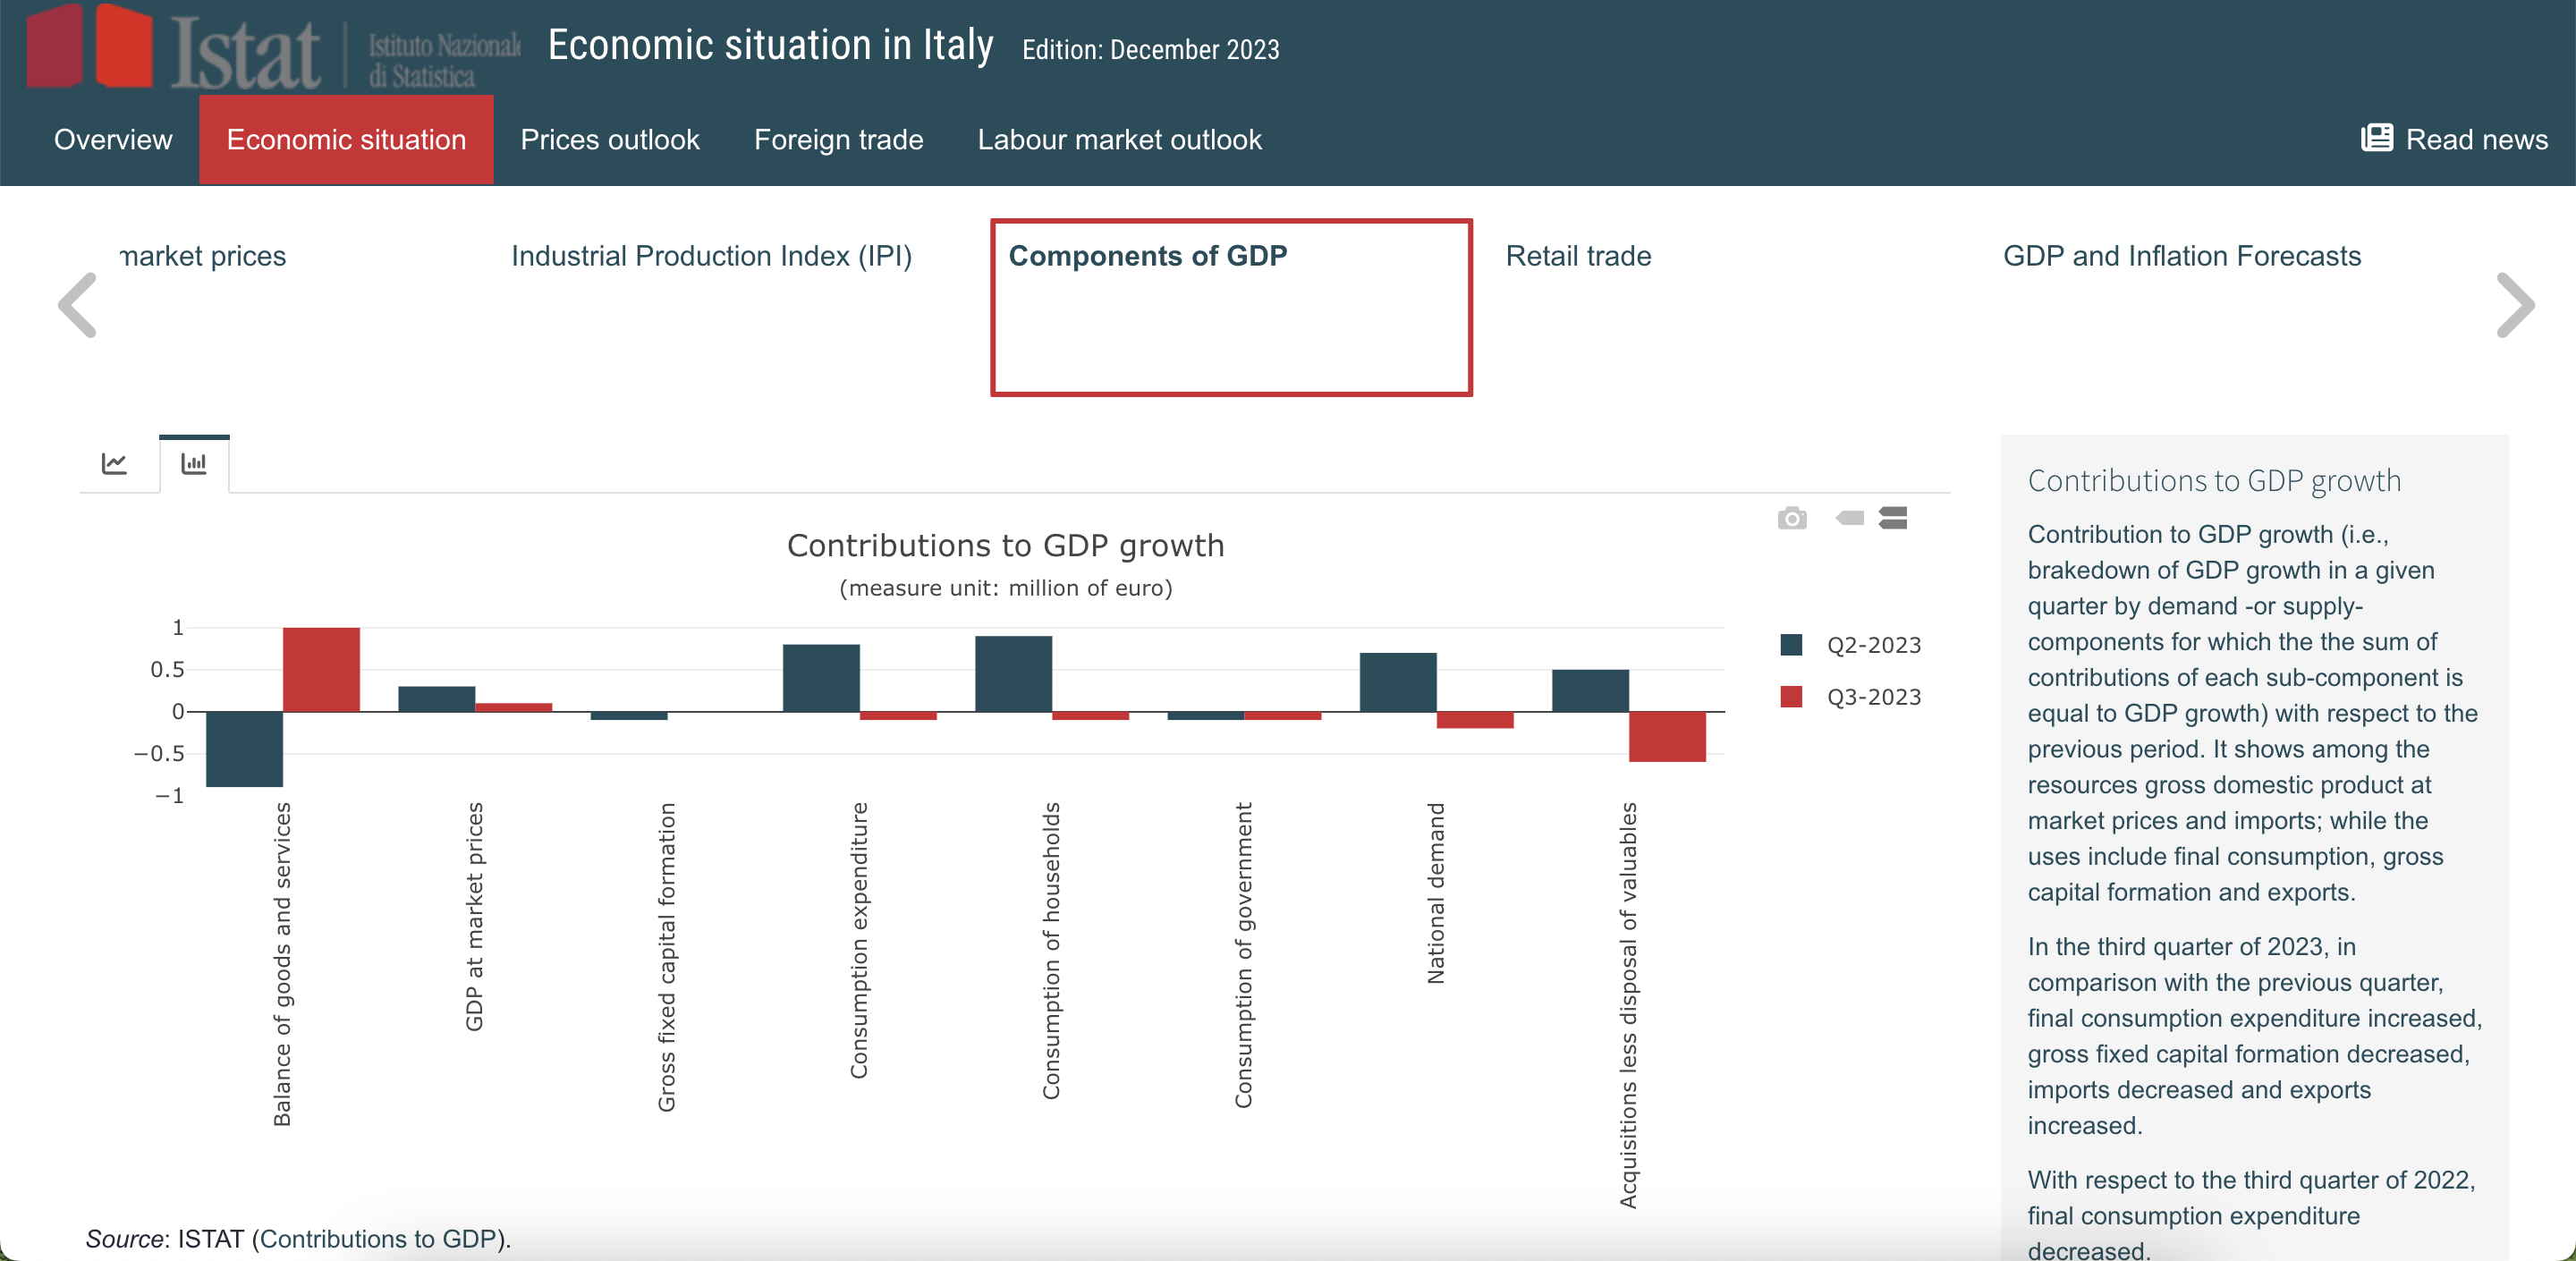 Istat
Istituto Nazionale
di Statistica
Economic situation in Italy
Edition: December 2023
Overview
Economic situation
Prices outlook
Foreign trade
Labour market outlook
Read news
market prices
Industrial Production Index (IPI)
Components of GDP
Retail trade
GDP and Inflation Forecasts
Contributions to GDP growth
(measure unit: million of euro)
1
0.5
0
−0.5
−1
Q2-2023
Q3-2023
Balance of goods and services
GDP at market prices
Gross fixed capital formation
Consumption expenditure
Consumption of households
Consumption of government
National demand
Acquisitions less disposal of valuables
Source: ISTAT (Contributions to GDP).
Contributions to GDP growth
Contribution to GDP growth (i.e.,
brakedown of GDP growth in a given
quarter by demand -or supply-
components for which the the sum of
contributions of each sub-component is
equal to GDP growth) with respect to the
previous period. It shows among the
resources gross domestic product at
market prices and imports; while the
uses include final consumption, gross
capital formation and exports.
In the third quarter of 2023, in
comparison with the previous quarter,
final consumption expenditure increased,
gross fixed capital formation decreased,
imports decreased and exports
increased.
With respect to the third quarter of 2022,
final consumption expenditure
decreased.